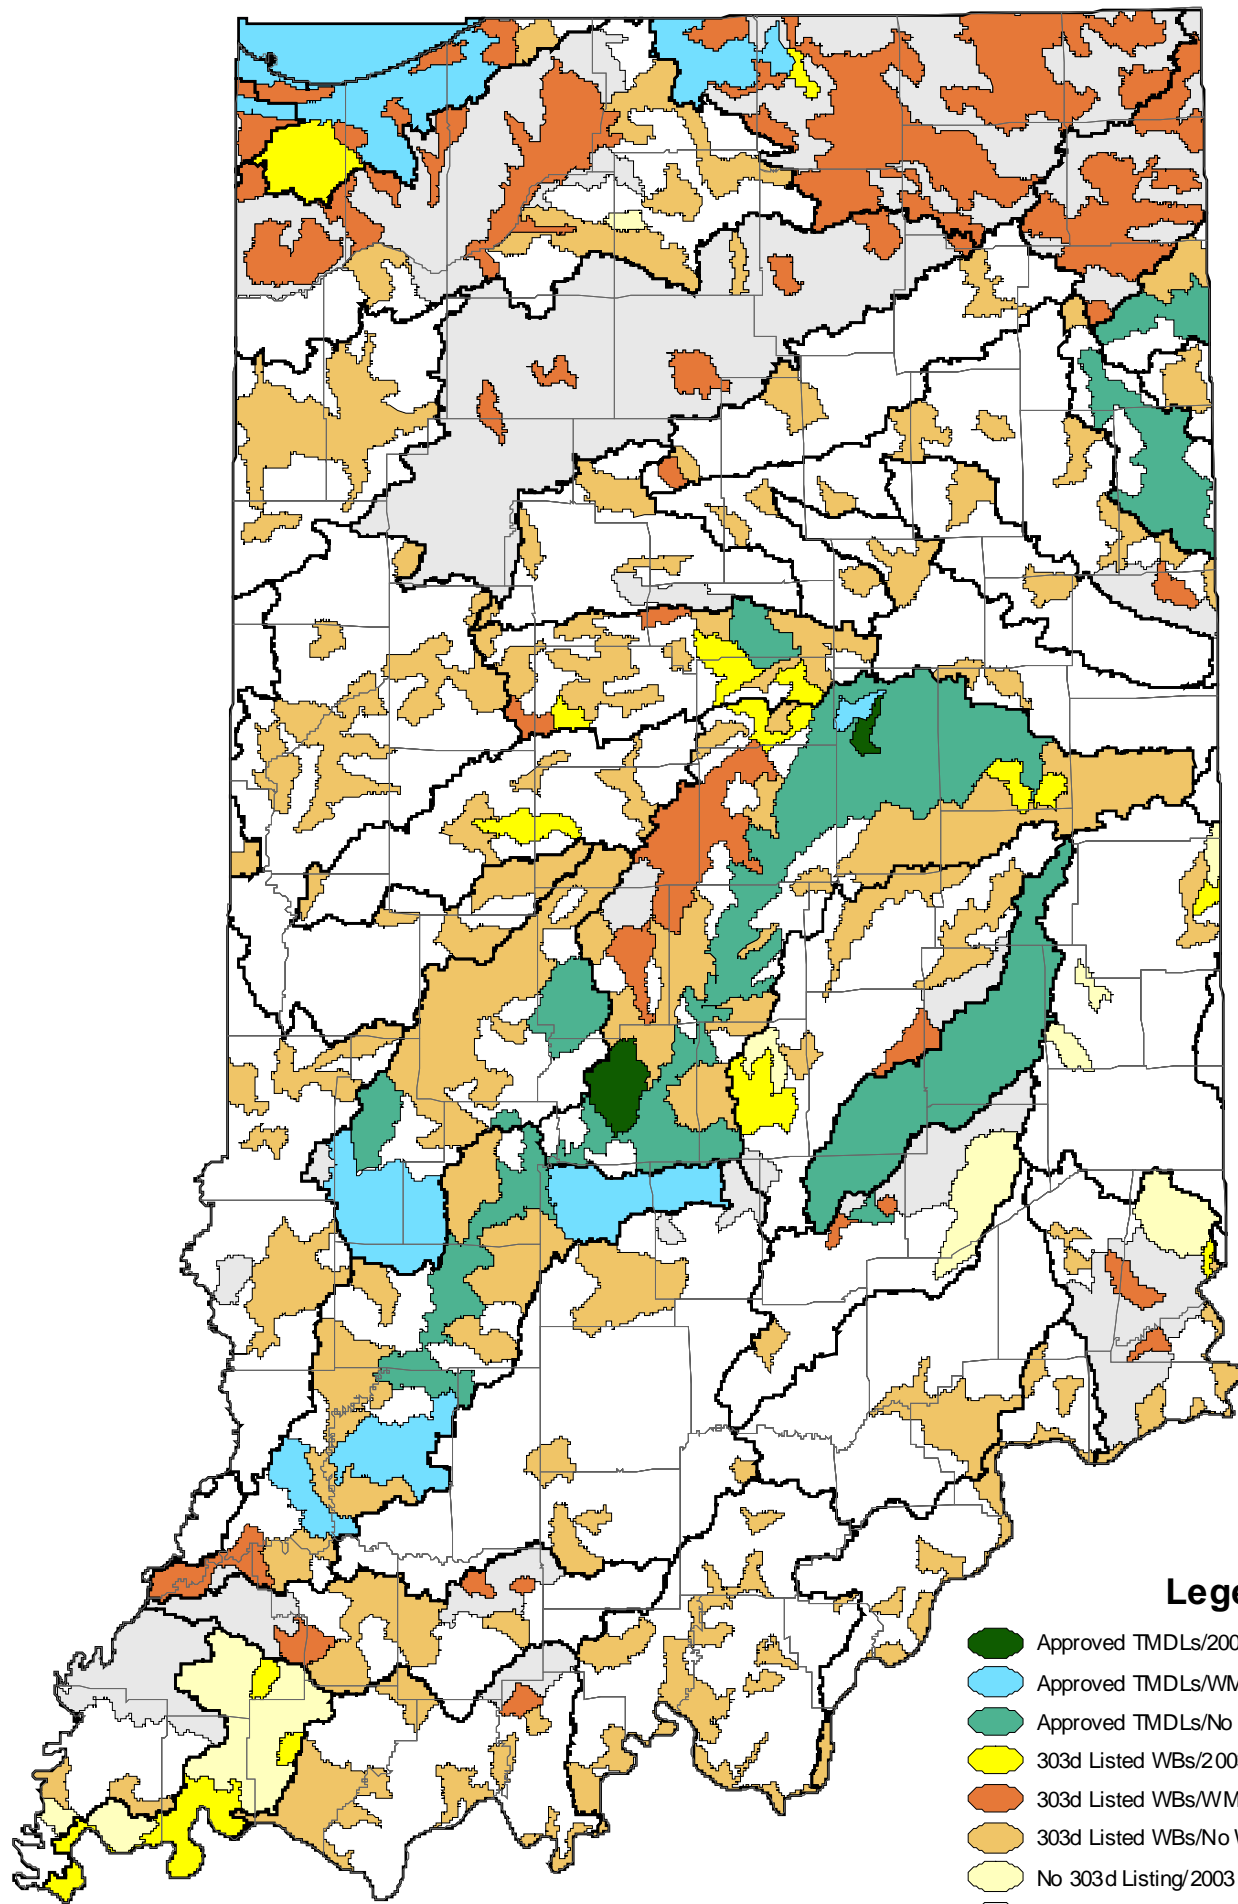 Lege
Approved TMDLs/200
Approved TMDLs/WM
Approved TMDLs/No
303d Listed WBs/200
303d Listed WBs/WM
303d Listed WBs/No W
No 303d Listing/2003